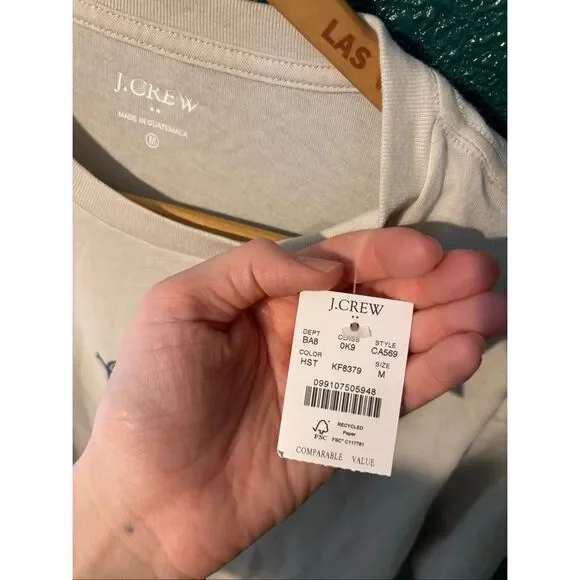 LAS V
J.CREW
MADE IN GUATEMALA
M
J.CREW
DEPT CLASS STYLE
BA8 0K9 CA569
COLOR SIZE
HST KF8379 M
099107505948
FSC
RECYCLED
Paper
FSC® C117781
COMPARABLE VALUE